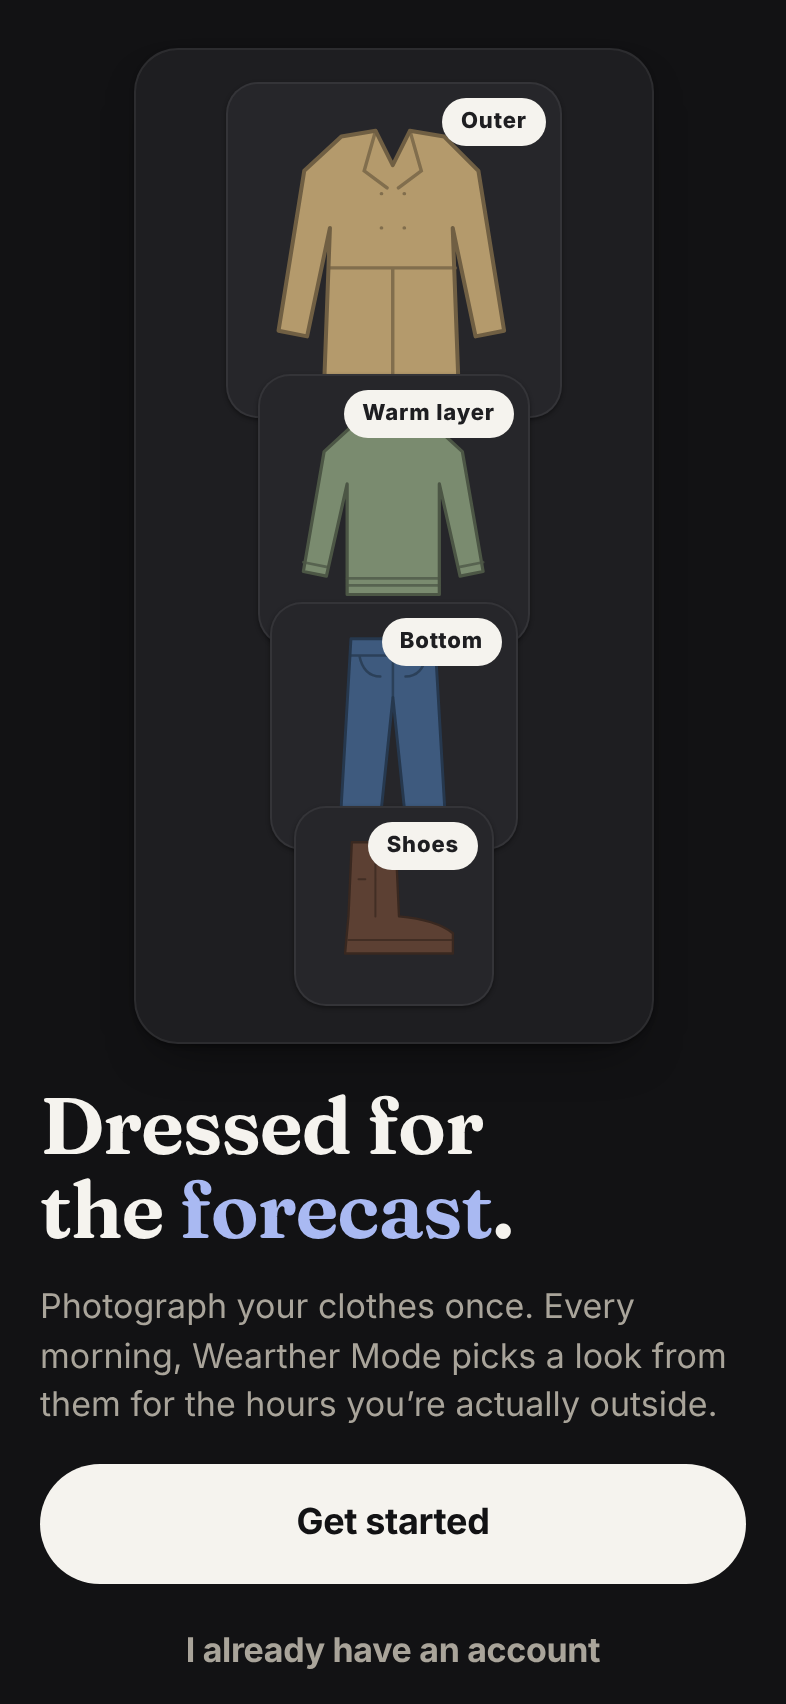 Outer
Warm layer
Bottom
Shoes
Dressed for
the forecast.
Photograph your clothes once. Every
morning, Wearther Mode picks a look from
them for the hours you’re actually outside.
Get started
I already have an account